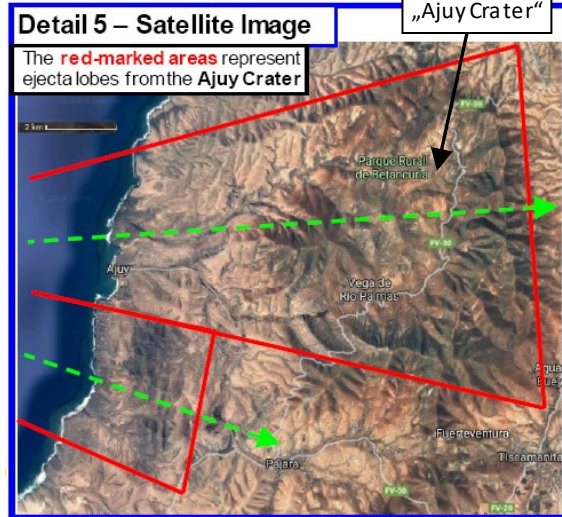 „Ajuy Crater“
Detail 5 – Satellite Image
The red-marked areas represent
ejecta lobes from the Ajuy Crater
2 km
FV-30
Parque Rural
de Betancuria
FV-30
Ajuy
Vega de
Río Palmas
Agua
Buey
Fuerteventura
Tiscamanita
Pájara
FV-30
FV-20